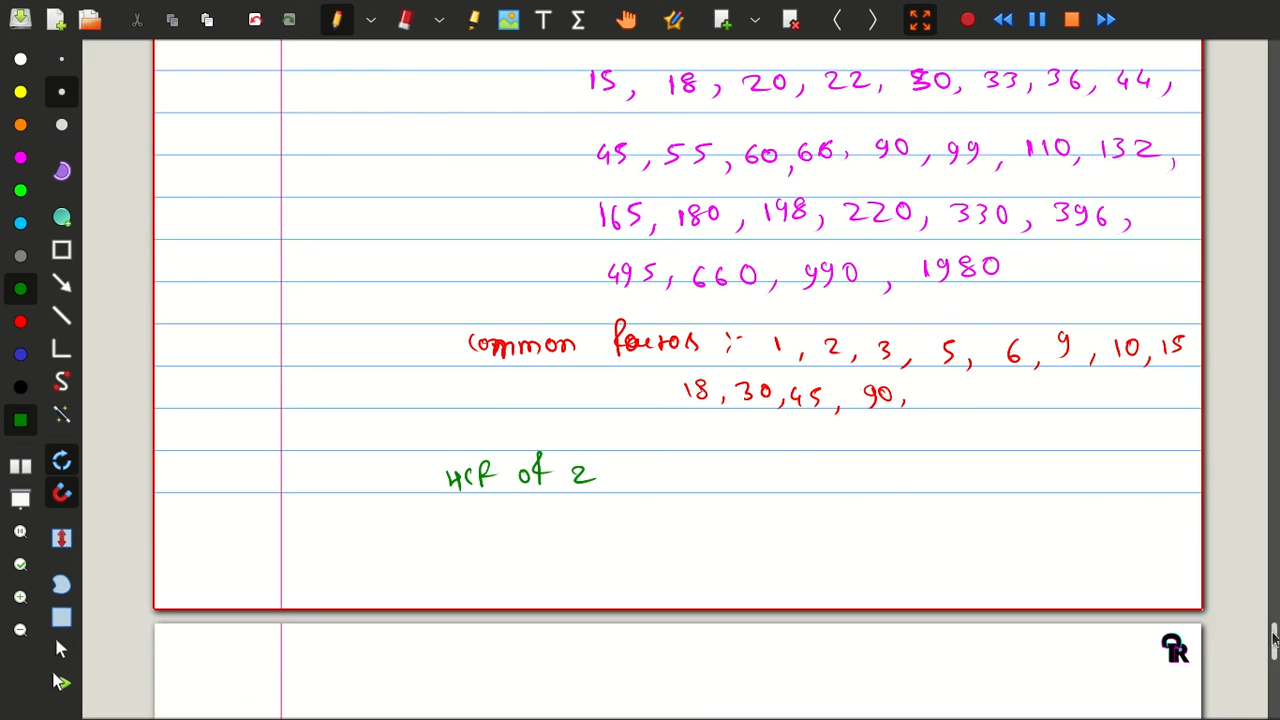 15, 18, 20, 22, 30, 33, 36, 44,
45, 55, 60, 66, 90, 99, 110, 132,
165, 180, 198, 220, 330, 396,
495, 660, 990, 1980
common factors :- 1, 2, 3, 5, 6, 9, 10, 15
18, 30, 45, 90,
HCF of 2